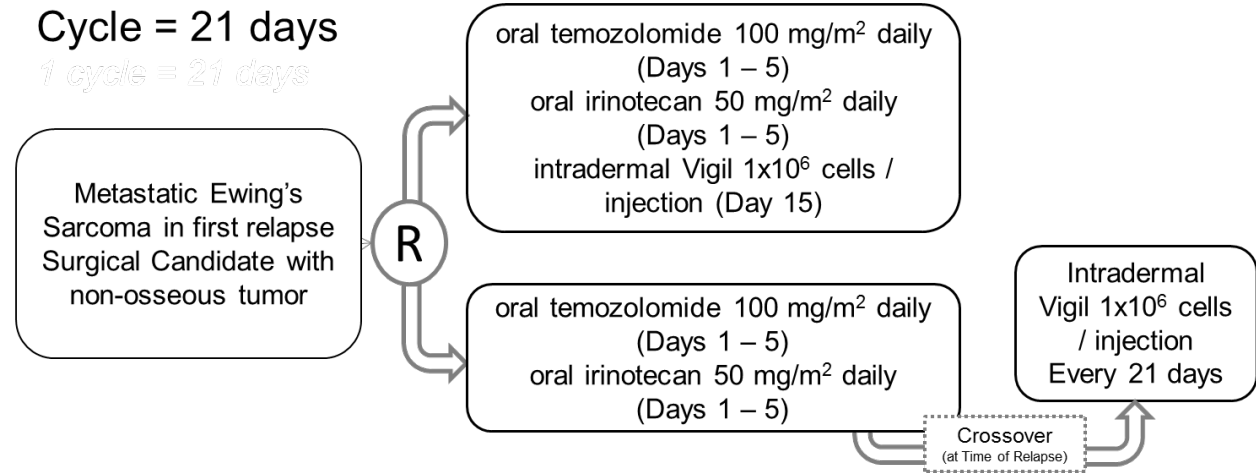 Cycle = 21 days
1 cycle = 21 days
Metastatic Ewing's
Sarcoma in first relapse
Surgical Candidate with
non-osseous tumor
R
oral temozolomide 100 mg/m² daily
(Days 1 – 5)
oral irinotecan 50 mg/m² daily
(Days 1 – 5)
intradermal Vigil 1x10⁶ cells /
injection (Day 15)
oral temozolomide 100 mg/m² daily
(Days 1 – 5)
oral irinotecan 50 mg/m² daily
(Days 1 – 5)
Crossover
(at Time of Relapse)
Intradermal
Vigil 1x10⁶ cells
/ injection
Every 21 days